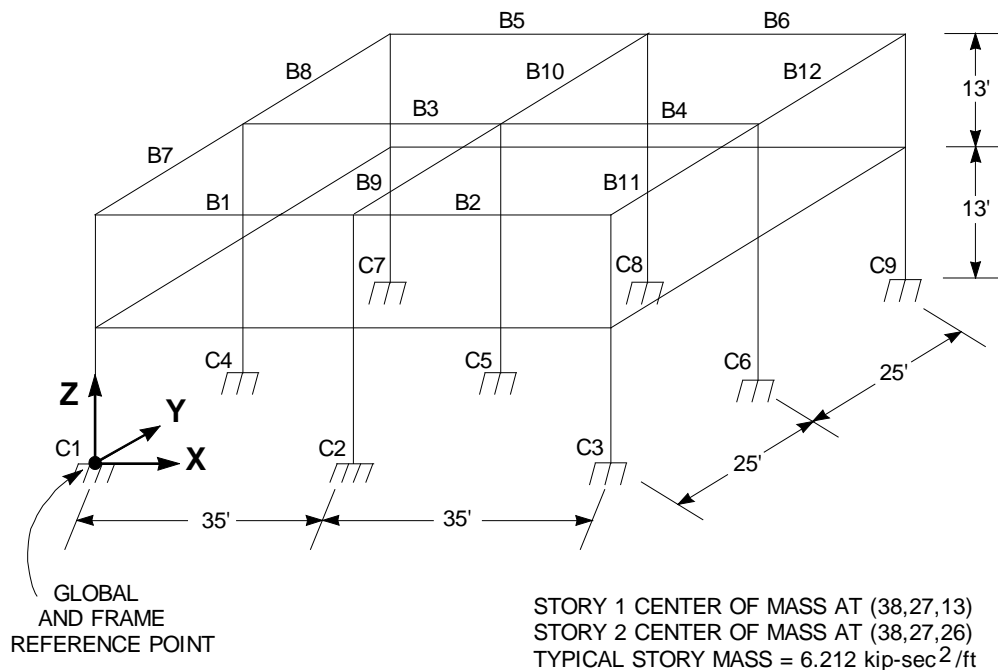 B5
B6
B8
B10
B12
13'
B3
B4
B7
B9
B11
B1
B2
13'
C7
C8
C9
C4
C5
C6
25'
Z
Y
C1
X
C2
C3
25'
35'
35'
GLOBAL
AND FRAME
REFERENCE POINT
STORY 1 CENTER OF MASS AT (38,27,13)
STORY 2 CENTER OF MASS AT (38,27,26)
TYPICAL STORY MASS = 6.212 kip-sec²/ft